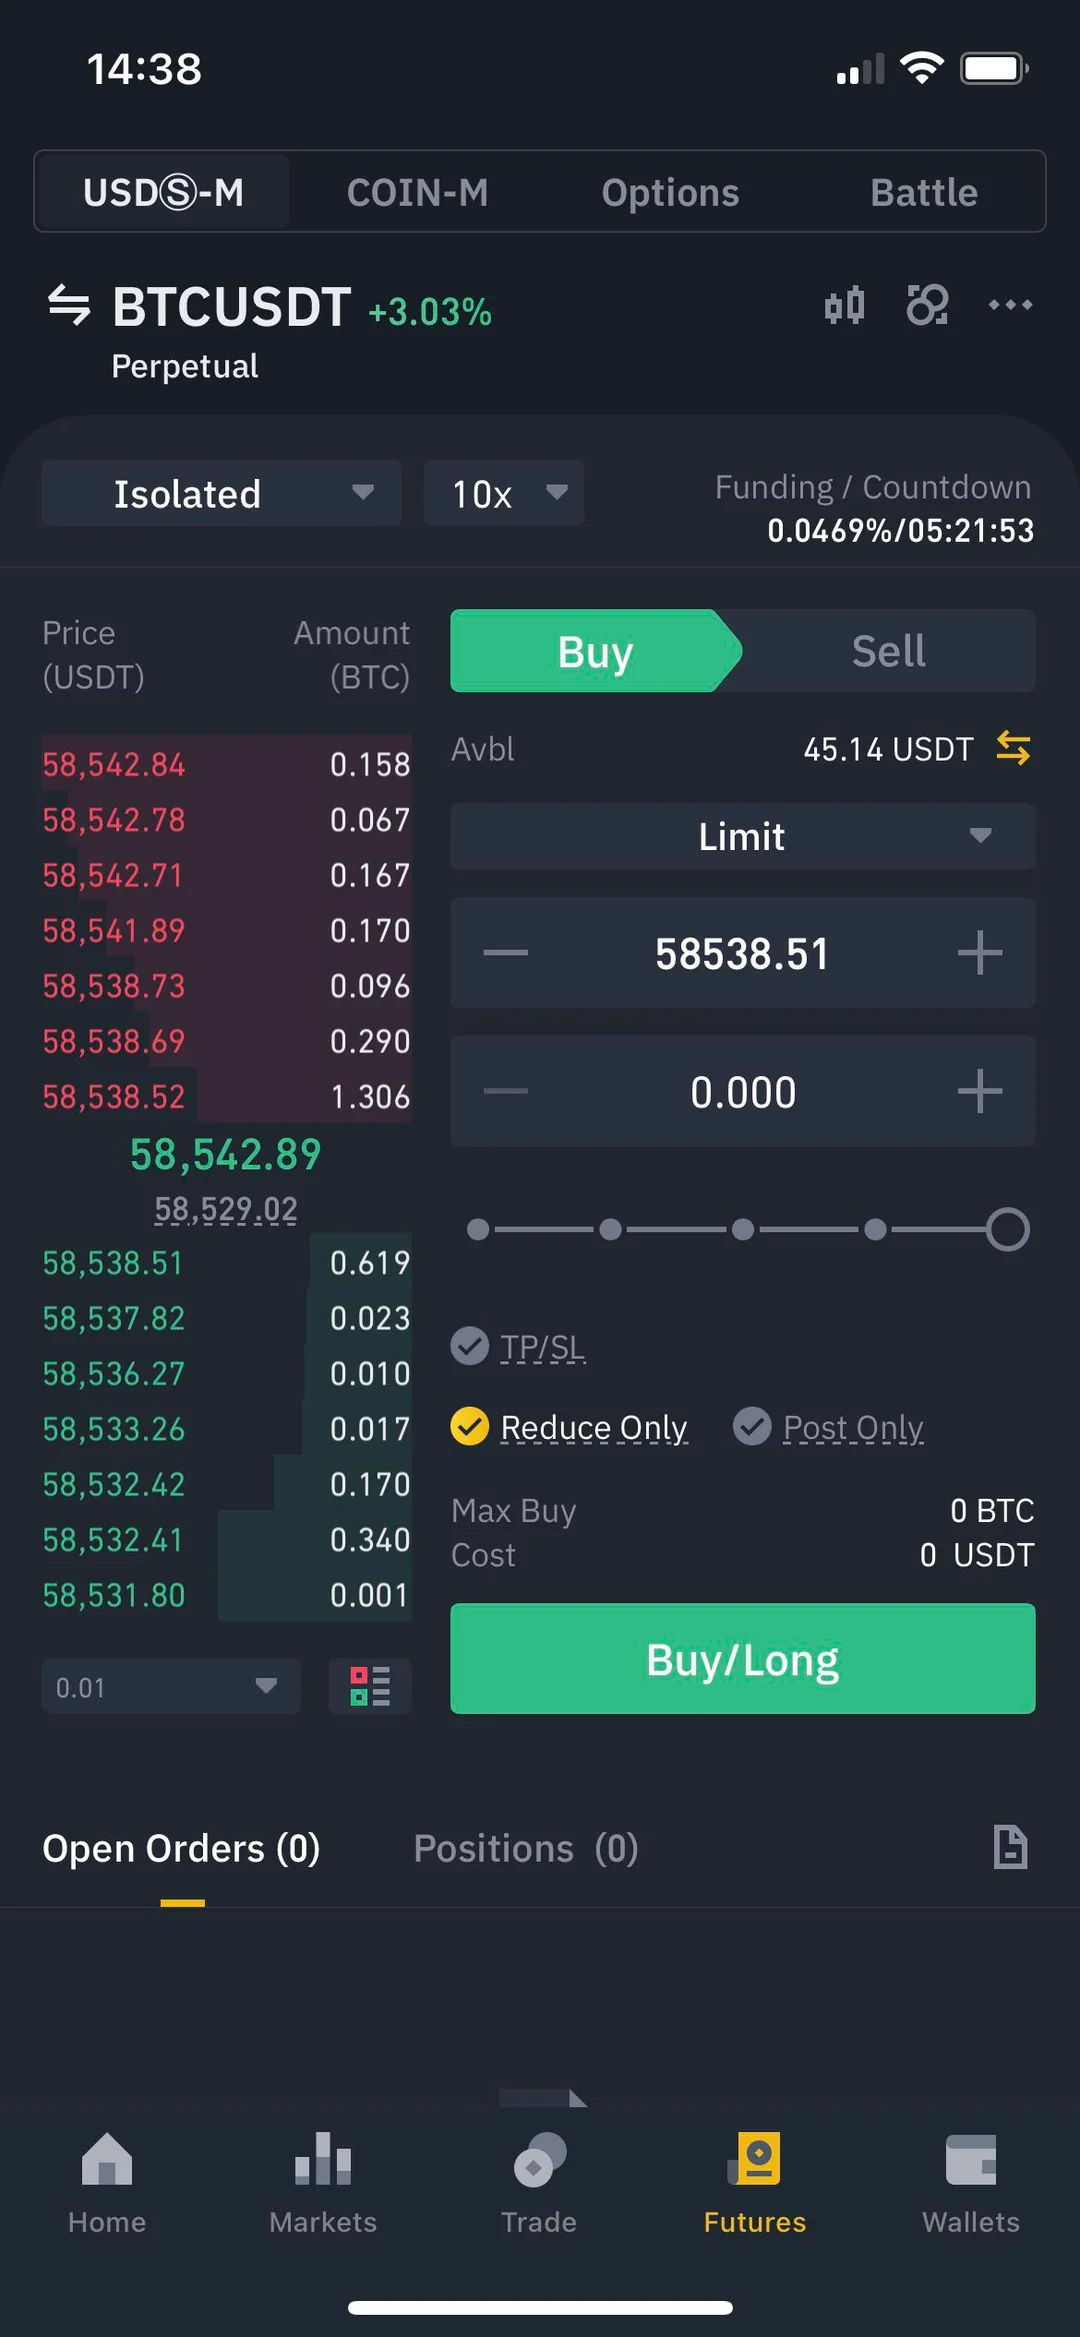 14:38
USDⓈ-M COIN-M Options Battle
BTCUSDT +3.03%
Perpetual
Isolated 10x
Funding / Countdown
0.0469%/05:21:53
Price Amount
(USDT) (BTC)
58,542.84 0.158
58,542.78 0.067
58,542.71 0.167
58,541.89 0.170
58,538.73 0.096
58,538.69 0.290
58,538.52 1.306
58,542.89
58,529.02
58,538.51 0.619
58,537.82 0.023
58,536.27 0.010
58,533.26 0.017
58,532.42 0.170
58,532.41 0.340
58,531.80 0.001
0.01
Buy Sell
Avbl 45.14 USDT
Limit
58538.51
0.000
TP/SL
Reduce Only Post Only
Max Buy 0 BTC
Cost 0 USDT
Buy/Long
Open Orders (0) Positions (0)
Home Markets Trade Futures Wallets